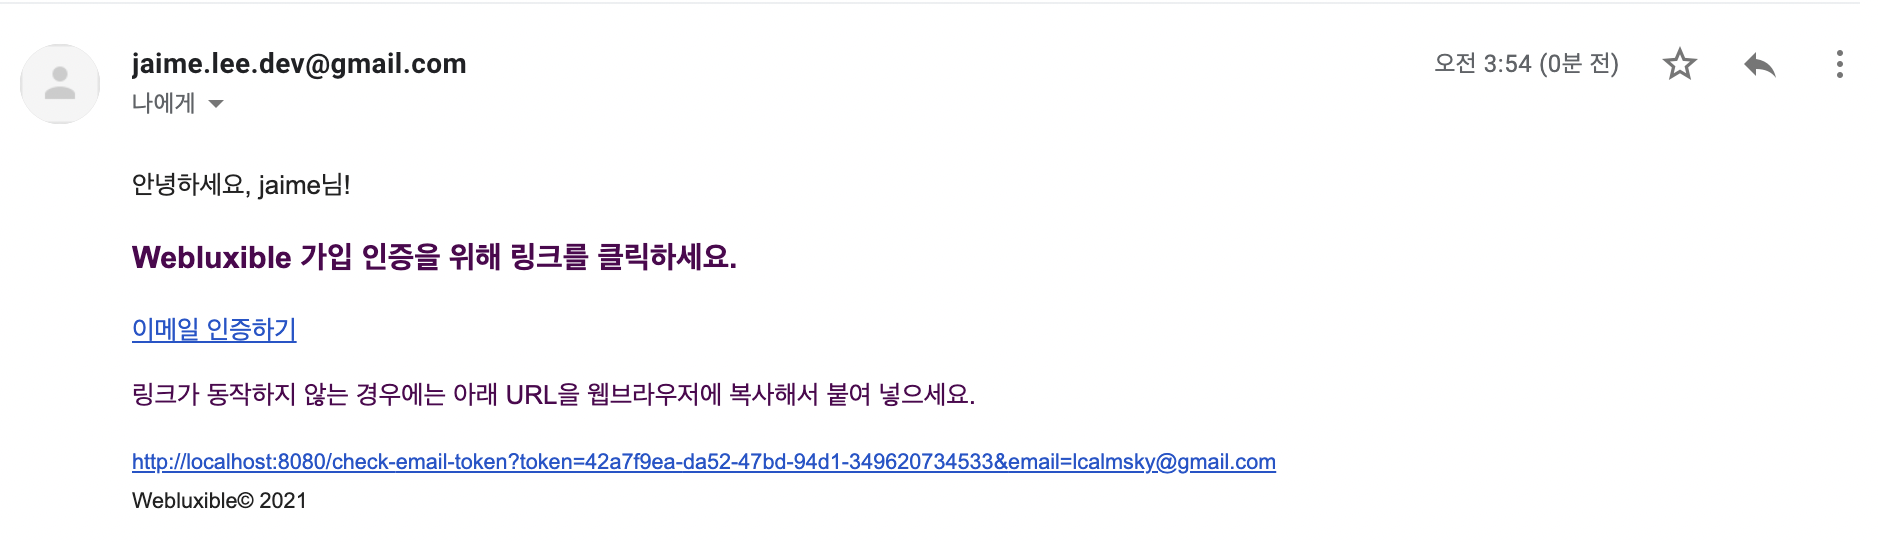 jaime.lee.dev@gmail.com
오전 3:54 (0분 전)
나에게
안녕하세요, jaime님!
Webluxible 가입 인증을 위해 링크를 클릭하세요.
이메일 인증하기
링크가 동작하지 않는 경우에는 아래 URL을 웹브라우저에 복사해서 붙여 넣으세요.
http://localhost:8080/check-email-token?token=42a7f9ea-da52-47bd-94d1-349620734533&email=lcalmsky@gmail.com
Webluxible© 2021